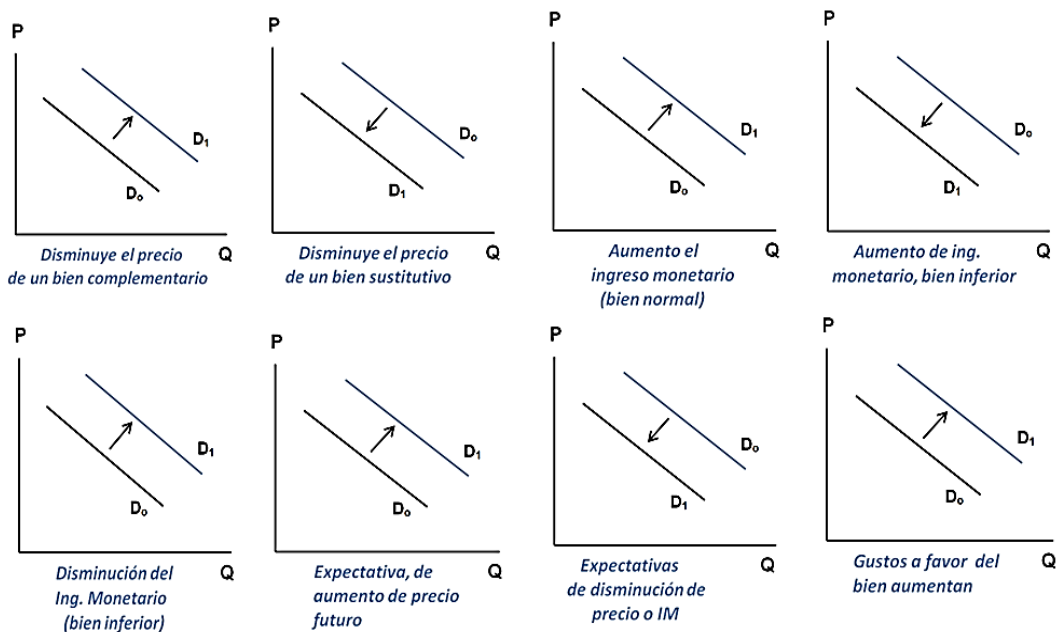 P
D₁
D₀
Q
Disminuye el precio
de un bien complementario
P
D₀
D₁
Q
Disminuye el precio
de un bien sustitutivo
P
D₁
D₀
Q
Aumento el
ingreso monetario
(bien normal)
P
D₀
D₁
Q
Aumento de ing.
monetario, bien inferior
P
D₁
D₀
Q
Disminución del
Ing. Monetario
(bien inferior)
P
D₁
D₀
Q
Expectativa, de
aumento de precio
futuro
P
D₀
D₁
Q
Expectativas
de disminución de
precio o IM
P
D₁
D₀
Q
Gustos a favor del
bien aumentan